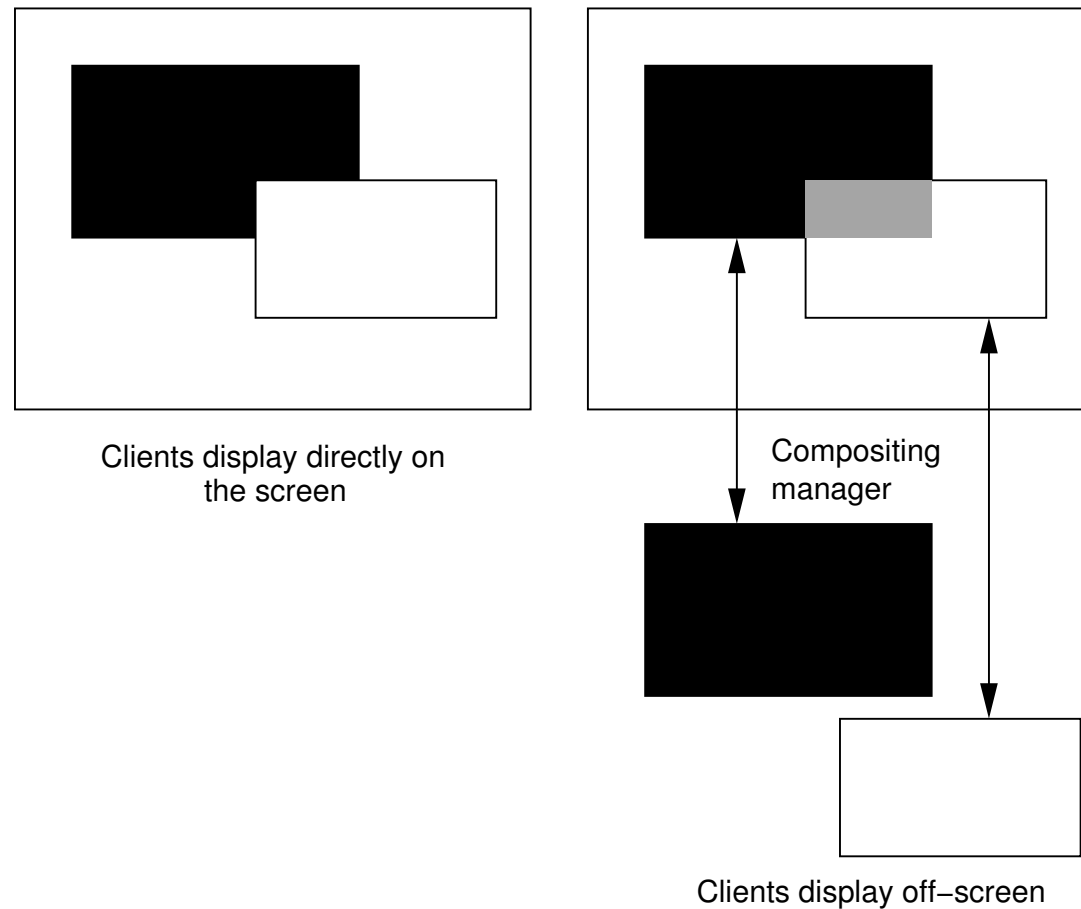 Clients display directly on
the screen
Compositing
manager
Clients display off−screen